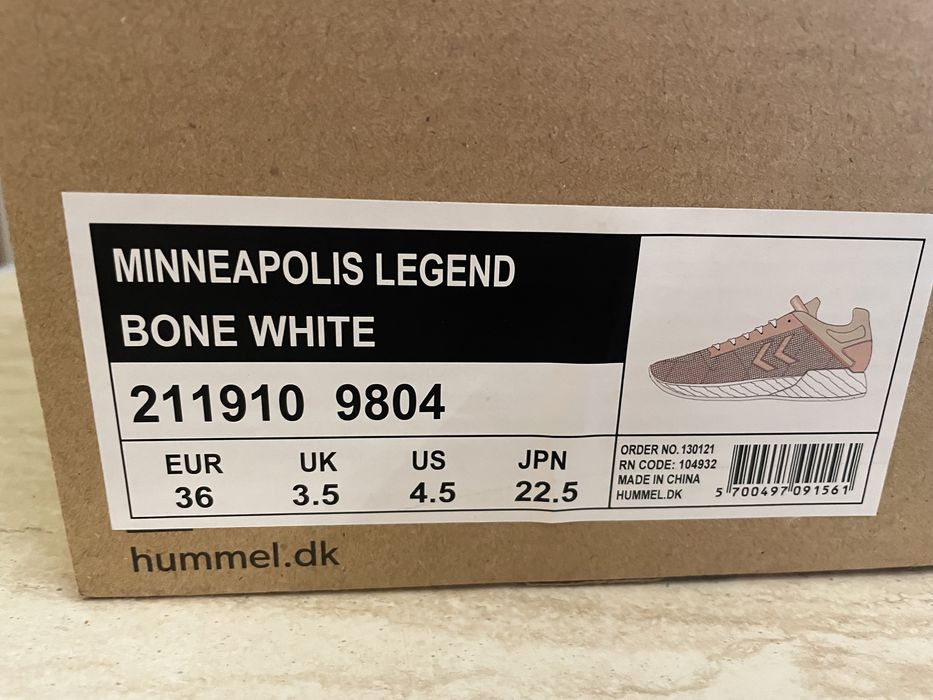 MINNEAPOLIS LEGEND
BONE WHITE
211910 9804
EUR UK US JPN
36 3.5 4.5 22.5
ORDER NO. 130121
RN CODE: 104932
MADE IN CHINA
HUMMEL.DK
5 700497 091561
hummel.dk